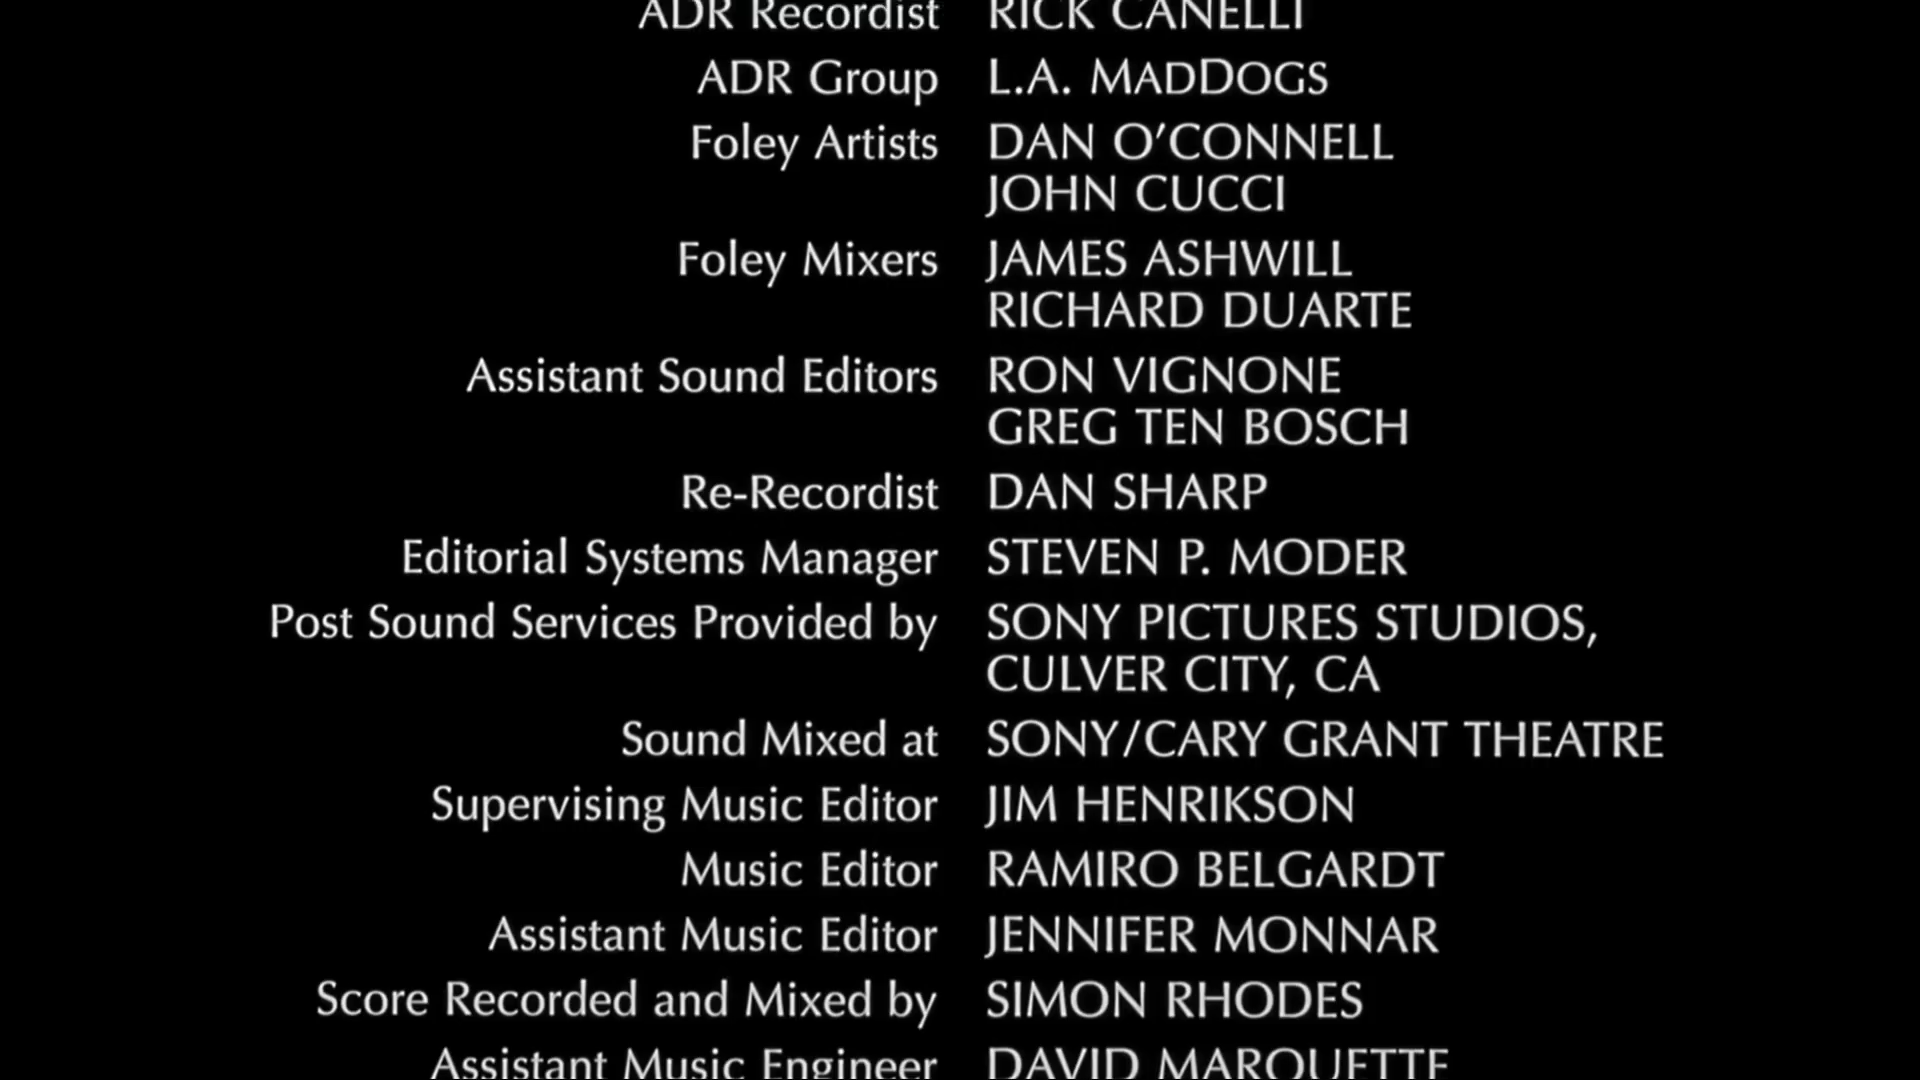 ADR Recordist RICK CANELLI
ADR Group L.A. MADDOGS
Foley Artists DAN O’CONNELL
JOHN CUCCI
Foley Mixers JAMES ASHWILL
RICHARD DUARTE
Assistant Sound Editors RON VIGNONE
GREG TEN BOSCH
Re-Recordist DAN SHARP
Editorial Systems Manager STEVEN P. MODER
Post Sound Services Provided by SONY PICTURES STUDIOS,
CULVER CITY, CA
Sound Mixed at SONY/CARY GRANT THEATRE
Supervising Music Editor JIM HENRIKSON
Music Editor RAMIRO BELGARDT
Assistant Music Editor JENNIFER MONNAR
Score Recorded and Mixed by SIMON RHODES
Assistant Music Engineer DAVID MARQUETTE